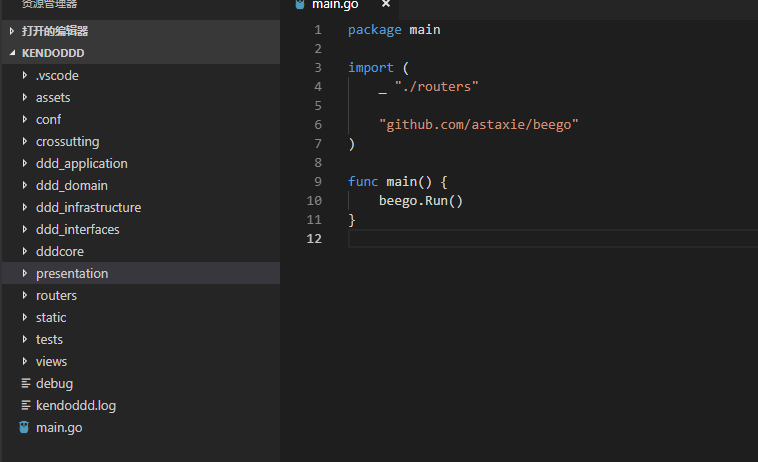 资源管理器
打开的编辑器
KENDODDD
.vscode
assets
conf
crossutting
ddd_application
ddd_domain
ddd_infrastructure
ddd_interfaces
dddcore
presentation
routers
static
tests
views
debug
kendoddd.log
main.go
main.go ×
1 package main
2
3 import (
4 _ "./routers"
5
6 "github.com/astaxie/beego"
7 )
8
9 func main() {
10 beego.Run()
11 }
12